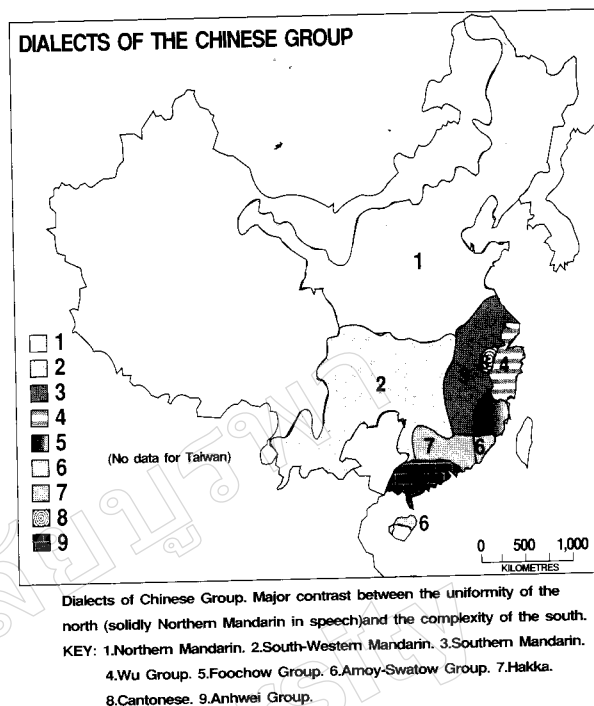 DIALECTS OF THE CHINESE GROUP
1
2
3
4
5
6
7
8
9
(No data for Taiwan)
1
2
4
7
6
6
0 500 1,000
KILOMETRES
Dialects of Chinese Group. Major contrast between the uniformity of the
north (solidly Northern Mandarin in speech)and the complexity of the south.
KEY: 1.Northern Mandarin. 2.South-Western Mandarin. 3.Southern Mandarin.
4.Wu Group. 5.Foochow Group. 6.Amoy-Swatow Group. 7.Hakka.
8.Cantonese. 9.Anhwei Group.